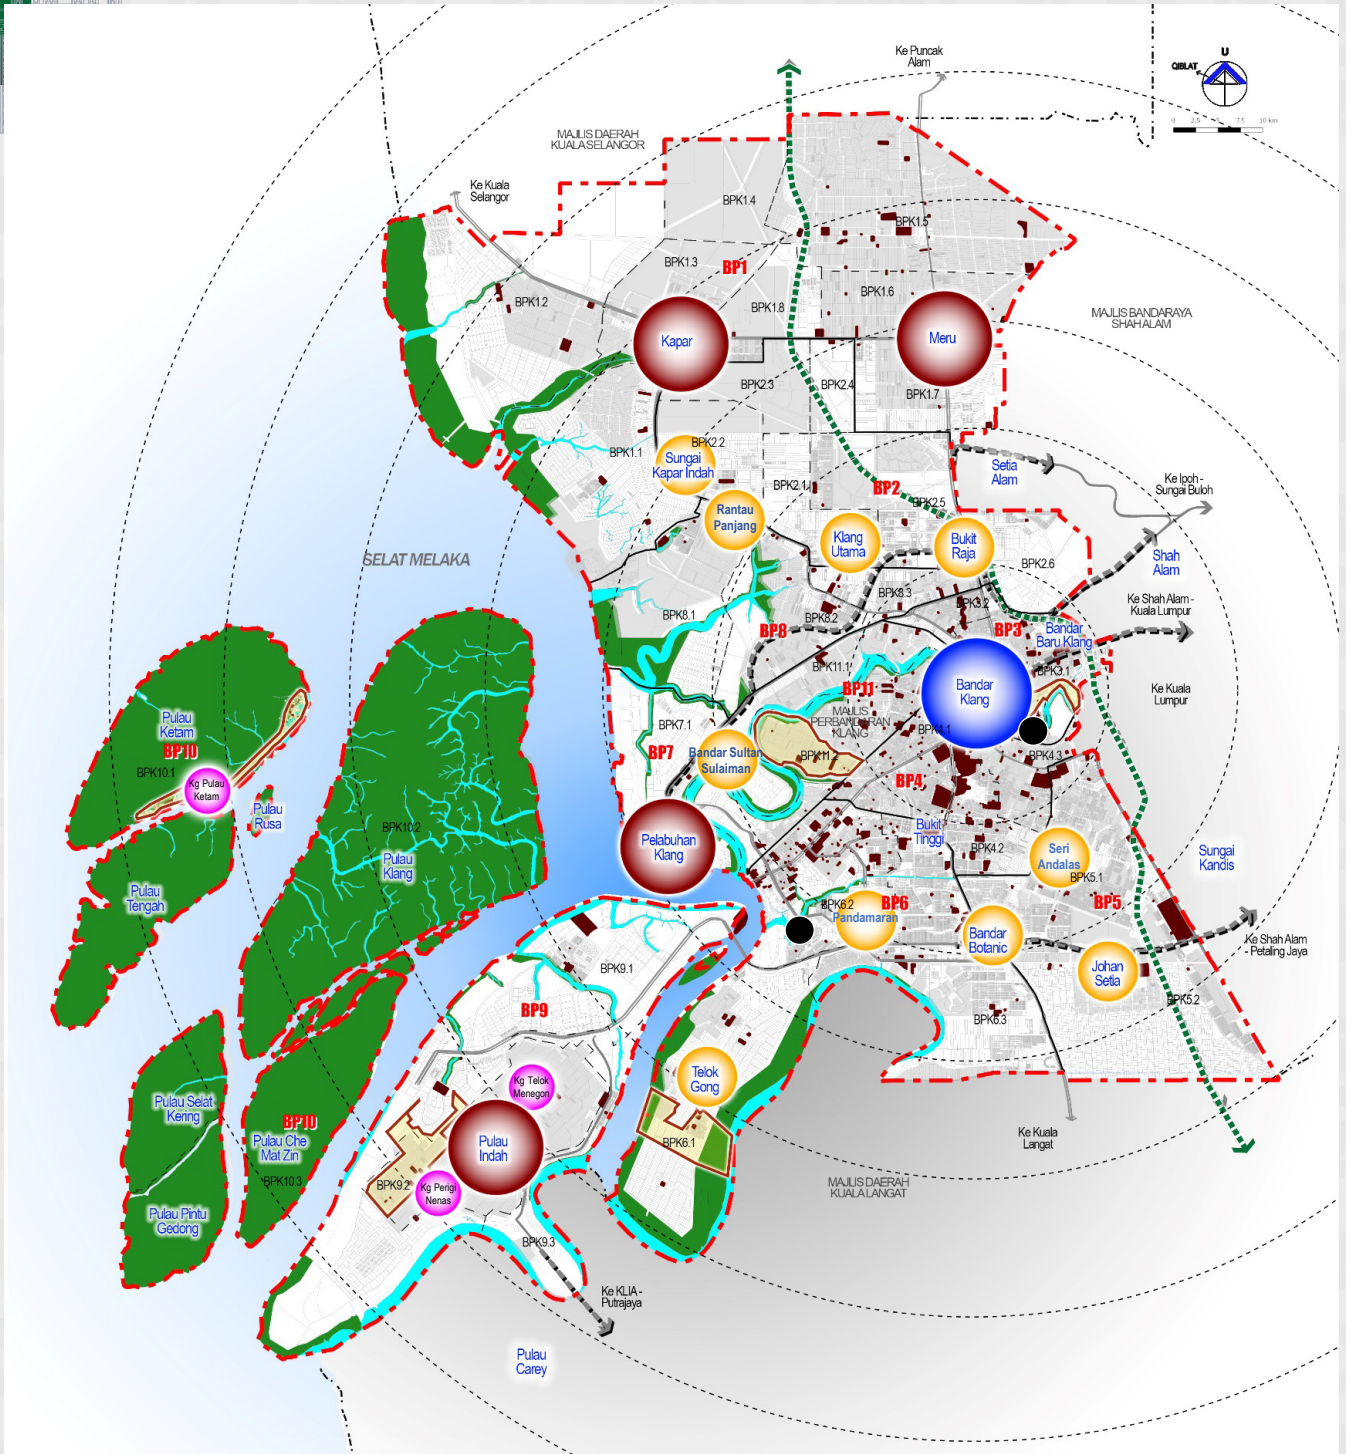 Ke Puncak
Alam
U
QIBLAT
0 2.5 5 7.5 10 km
MAJLIS DAERAH
KUALA SELANGOR
Ke Kuala
Selangor
BPK1.4
BPK1.5
BPK1.3
BP1
BPK1.2
BPK1.8
BPK1.6
MAJLIS BANDARAYA
SHAH ALAM
Kapar
Meru
BPK2.3
BPK2.4
BPK1.7
BPK2.2
BPK1.1
Sungai
Kapar Indah
Setia
Alam
Ke Ipoh -
Sungai Buloh
BPK2.1
BP2
BPK2.5
Rantau
Panjang
Klang
Utama
Bukit
Raja
BPK2.6
Shah
Alam
SELAT MELAKA
BPK8.3
BPK3.2
Ke Shah Alam -
Kuala Lumpur
BPK8.1
BPK8.2
BP8
BP3
Bandar
Baru Klang
BPK11.1
BPK3.1
BP11
Bandar
Klang
Ke Kuala
Lumpur
MAJLIS
PERBANDARAN
KLANG
BPK7.1
BPK4.1
Pulau
Ketam
BP10
BPK10.1
BP7
Bandar Sultan
Sulaiman
BPK11.2
BPK4.3
BP4
Kg Pulau
Ketam
Pulau
Rusa
BPK10.2
Pulau
Klang
Pelabuhan
Klang
Bukit
Tinggi
BPK4.2
Seri
Andalas
BPK5.1
Sungai
Kandis
Pulau
Tengah
BPK6.2
BP6
Pandamaran
BP5
Bandar
Botanic
Ke Shah Alam
- Petaling Jaya
BPK9.1
Johan
Setia
BPK5.2
BP9
BPK5.3
Telok
Gong
Kg Telok
Menegon
Pulau Selat
Kering
BP10
Pulau Che
Mat Zin
BPK10.3
Pulau
Indah
BPK6.1
Ke Kuala
Langat
BPK9.2
Kg Perigi
Nenas
MAJLIS DAERAH
KUALA LANGAT
Pulau Pintu
Gedong
BPK9.3
Ke KLIA -
Putrajaya
Pulau
Carey